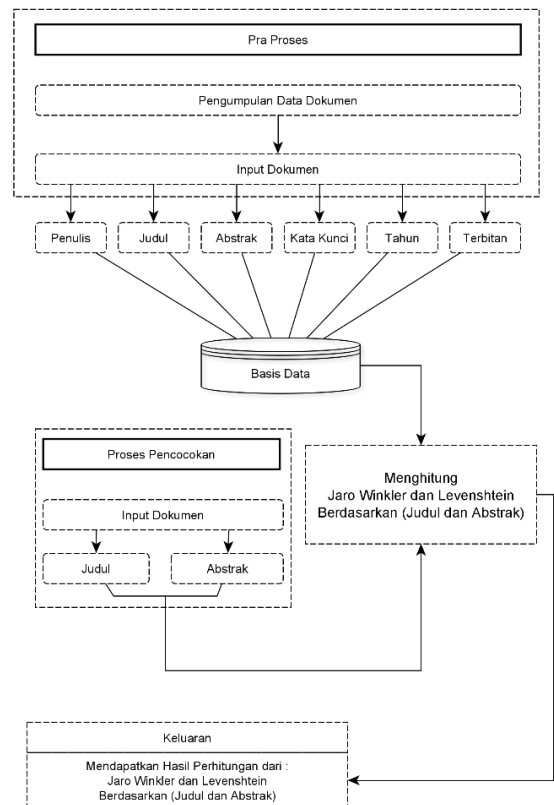 Pra Proses
Pengumpulan Data Dokumen
Input Dokumen
Penulis
Judul
Abstrak
Kata Kunci
Tahun
Terbitan
Basis Data
Proses Pencocokan
Input Dokumen
Judul
Abstrak
Menghitung
Jaro Winkler dan Levenshtein
Berdasarkan (Judul dan Abstrak)
Keluaran
Mendapatkan Hasil Perhitungan dari :
Jaro Winkler dan Levenshtein
Berdasarkan (Judul dan Abstrak)